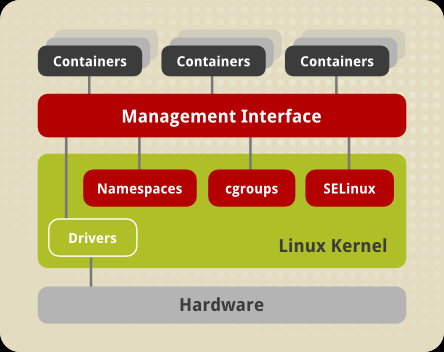 Containers
Containers
Containers
Management Interface
Namespaces
cgroups
SELinux
Drivers
Linux Kernel
Hardware